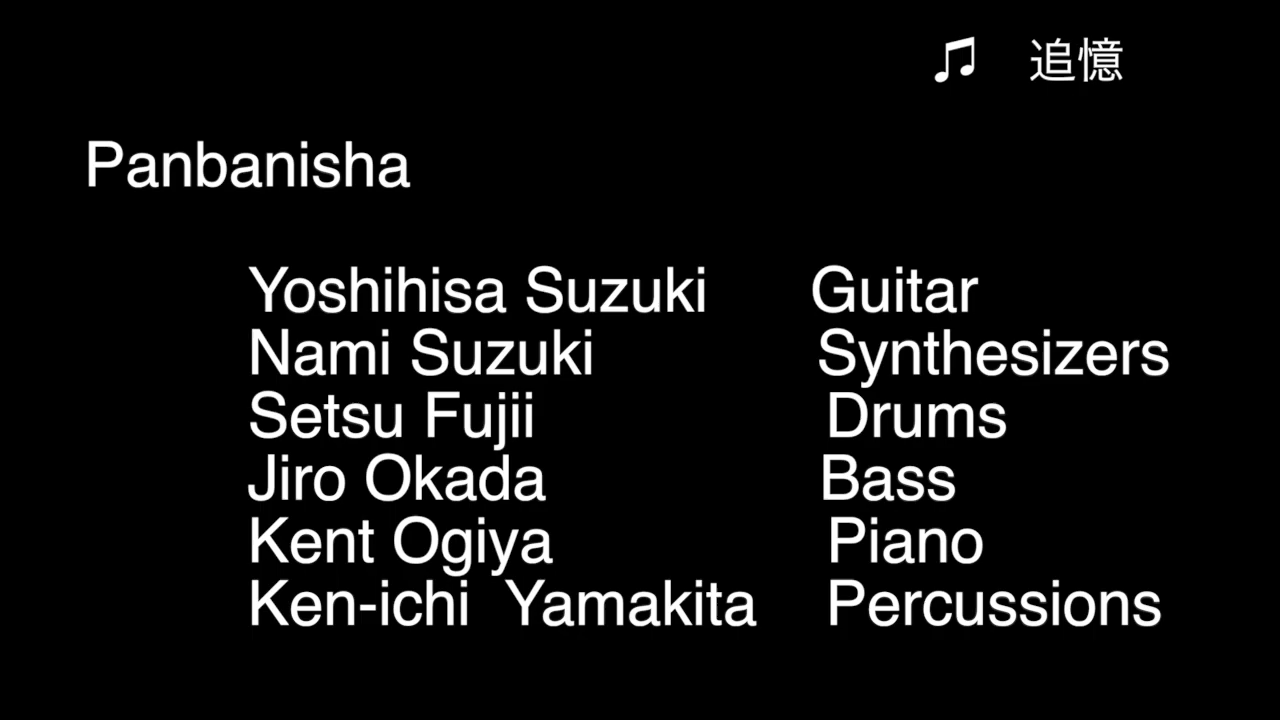 ♫ 追憶
Panbanisha
Yoshihisa Suzuki Guitar
Nami Suzuki Synthesizers
Setsu Fujii Drums
Jiro Okada Bass
Kent Ogiya Piano
Ken-ichi Yamakita Percussions